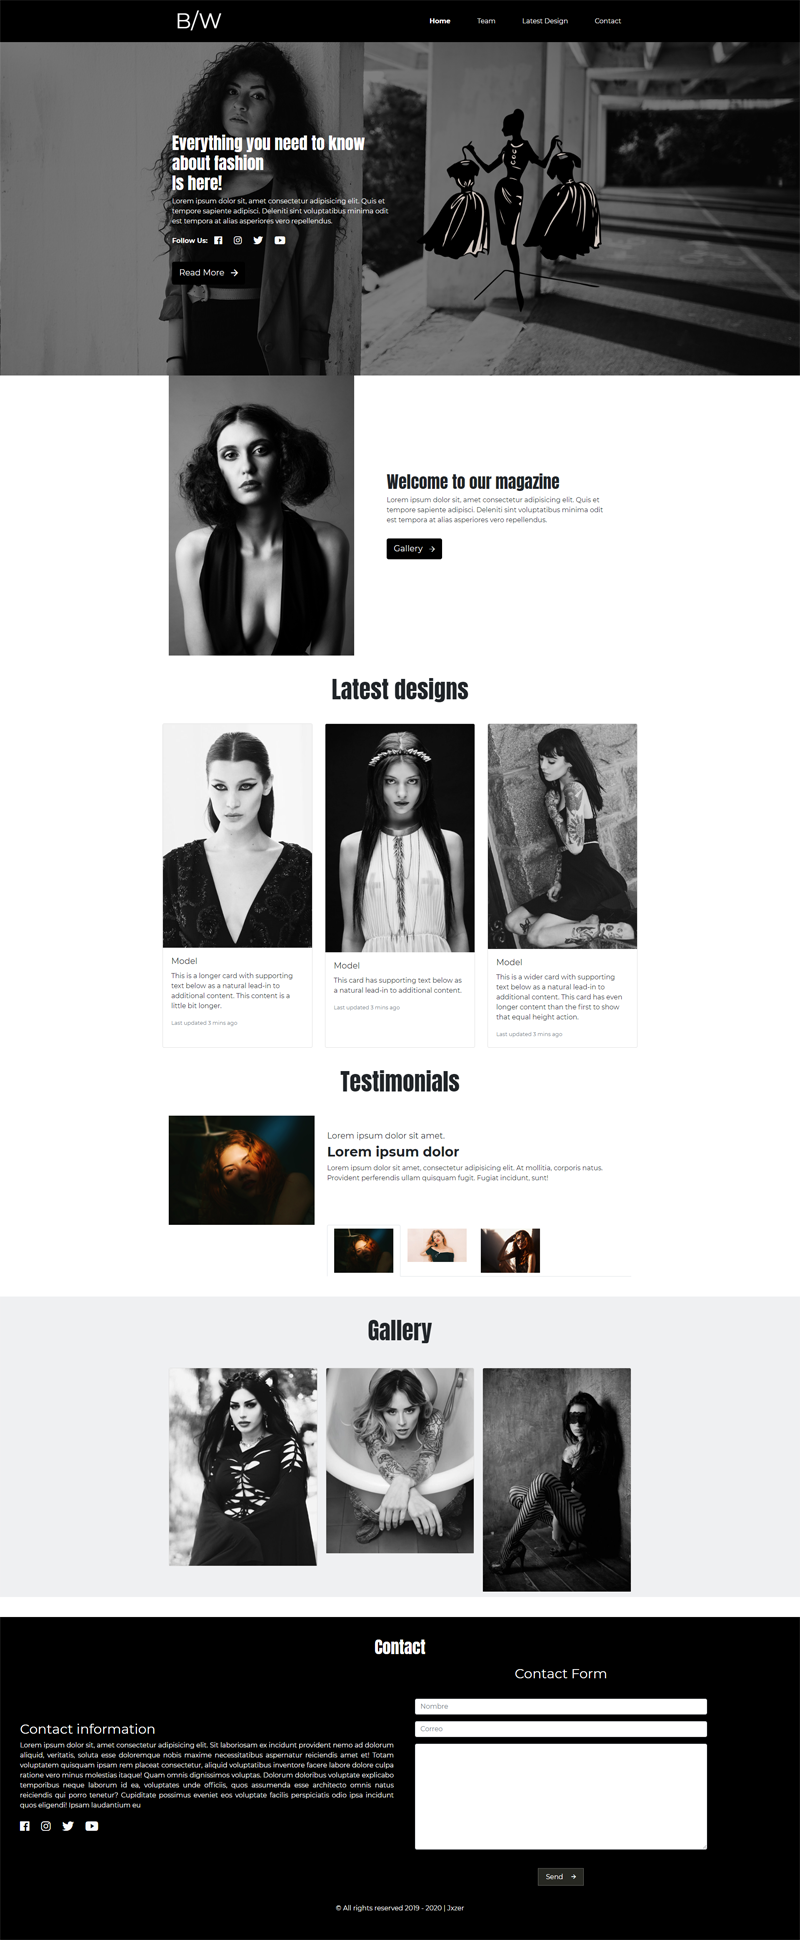 B/W
Home Team Latest Design Contact
Everything you need to know
about fashion
Is here!
Lorem ipsum dolor sit, amet consectetur adipisicing elit. Quis et
tempore sapiente adipisci. Deleniti sint voluptatibus minima odit
est tempora at alias asperiores vero repellendus.
Follow Us:
Read More
Welcome to our magazine
Lorem ipsum dolor sit, amet consectetur adipisicing elit. Quis et
tempore sapiente adipisci. Deleniti sint voluptatibus minima odit
est tempora at alias asperiores vero repellendus.
Gallery
Latest designs
Model
This is a longer card with supporting
text below as a natural lead-in to
additional content. This content is a
little bit longer.
Last updated 3 mins ago
Model
This card has supporting text below as
a natural lead-in to additional content.
Last updated 3 mins ago
Model
This is a wider card with supporting
text below as a natural lead-in to
additional content. This card has even
longer content than the first to show
that equal height action.
Last updated 3 mins ago
Testimonials
Lorem ipsum dolor sit amet.
Lorem ipsum dolor
Lorem ipsum dolor sit amet, consectetur adipisicing elit. At mollitia, corporis natus.
Provident perferendis ullam quisquam fugit. Fugiat incidunt, sunt!
Gallery
Contact
Contact information
Lorem ipsum dolor sit, amet consectetur adipisicing elit. Sit laboriosam ex incidunt provident nemo ad dolorum
aliquid, veritatis, soluta esse doloremque nobis maxime necessitatibus aspernatur reiciendis amet et! Totam
voluptatem quisquam ipsam rem placeat consectetur, aliquid voluptatibus inventore facere labore dolore culpa
ratione vero minus molestias itaque! Quam omnis dignissimos voluptas. Dolorum doloribus voluptate explicabo
temporibus neque laborum id ea, voluptates unde officiis, quos assumenda esse architecto omnis natus
reiciendis qui porro tenetur? Cupiditate possimus eveniet eos voluptate facilis perspiciatis odio ipsa incidunt
quos eligendi! Ipsam laudantium eu
Contact Form
Nombre
Correo
Send
© All rights reserved 2019 - 2020 | Jxzer